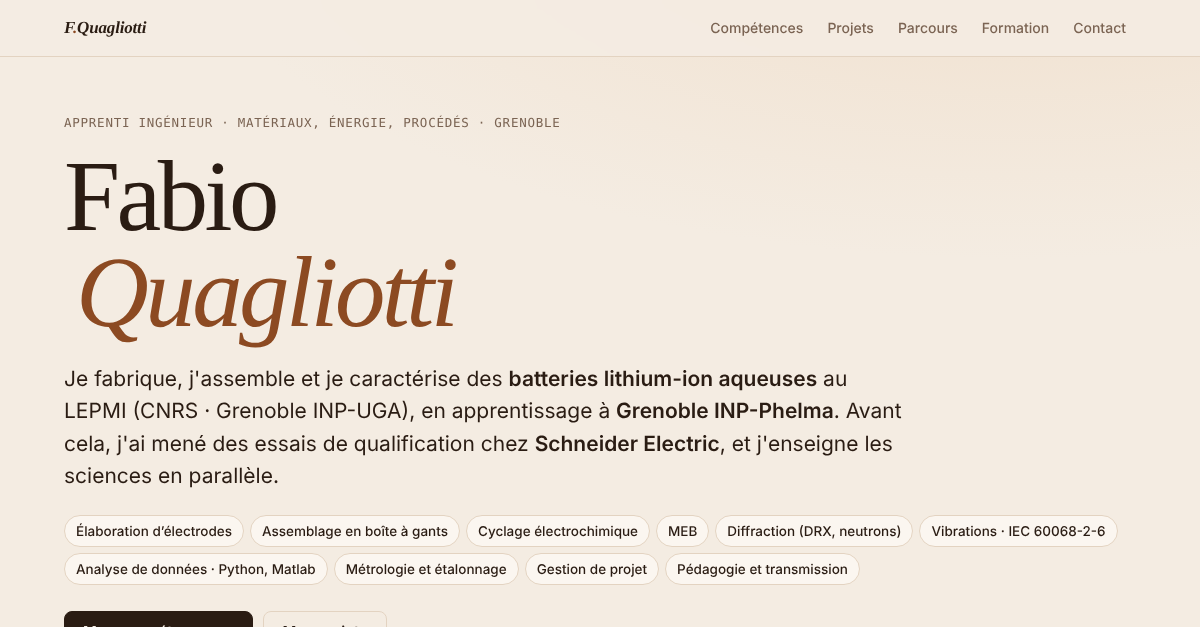 F.Quagliotti
Compétences Projets Parcours Formation Contact
APPRENTI INGÉNIEUR · MATÉRIAUX, ÉNERGIE, PROCÉDÉS · GRENOBLE
Fabio
Quagliotti
Je fabrique, j'assemble et je caractérise des batteries lithium-ion aqueuses au
LEPMI (CNRS · Grenoble INP-UGA), en apprentissage à Grenoble INP-Phelma. Avant
cela, j'ai mené des essais de qualification chez Schneider Electric, et j'enseigne les
sciences en parallèle.
Élaboration d’électrodes Assemblage en boîte à gants Cyclage électrochimique MEB Diffraction (DRX, neutrons) Vibrations · IEC 60068-2-6
Analyse de données · Python, Matlab Métrologie et étalonnage Gestion de projet Pédagogie et transmission